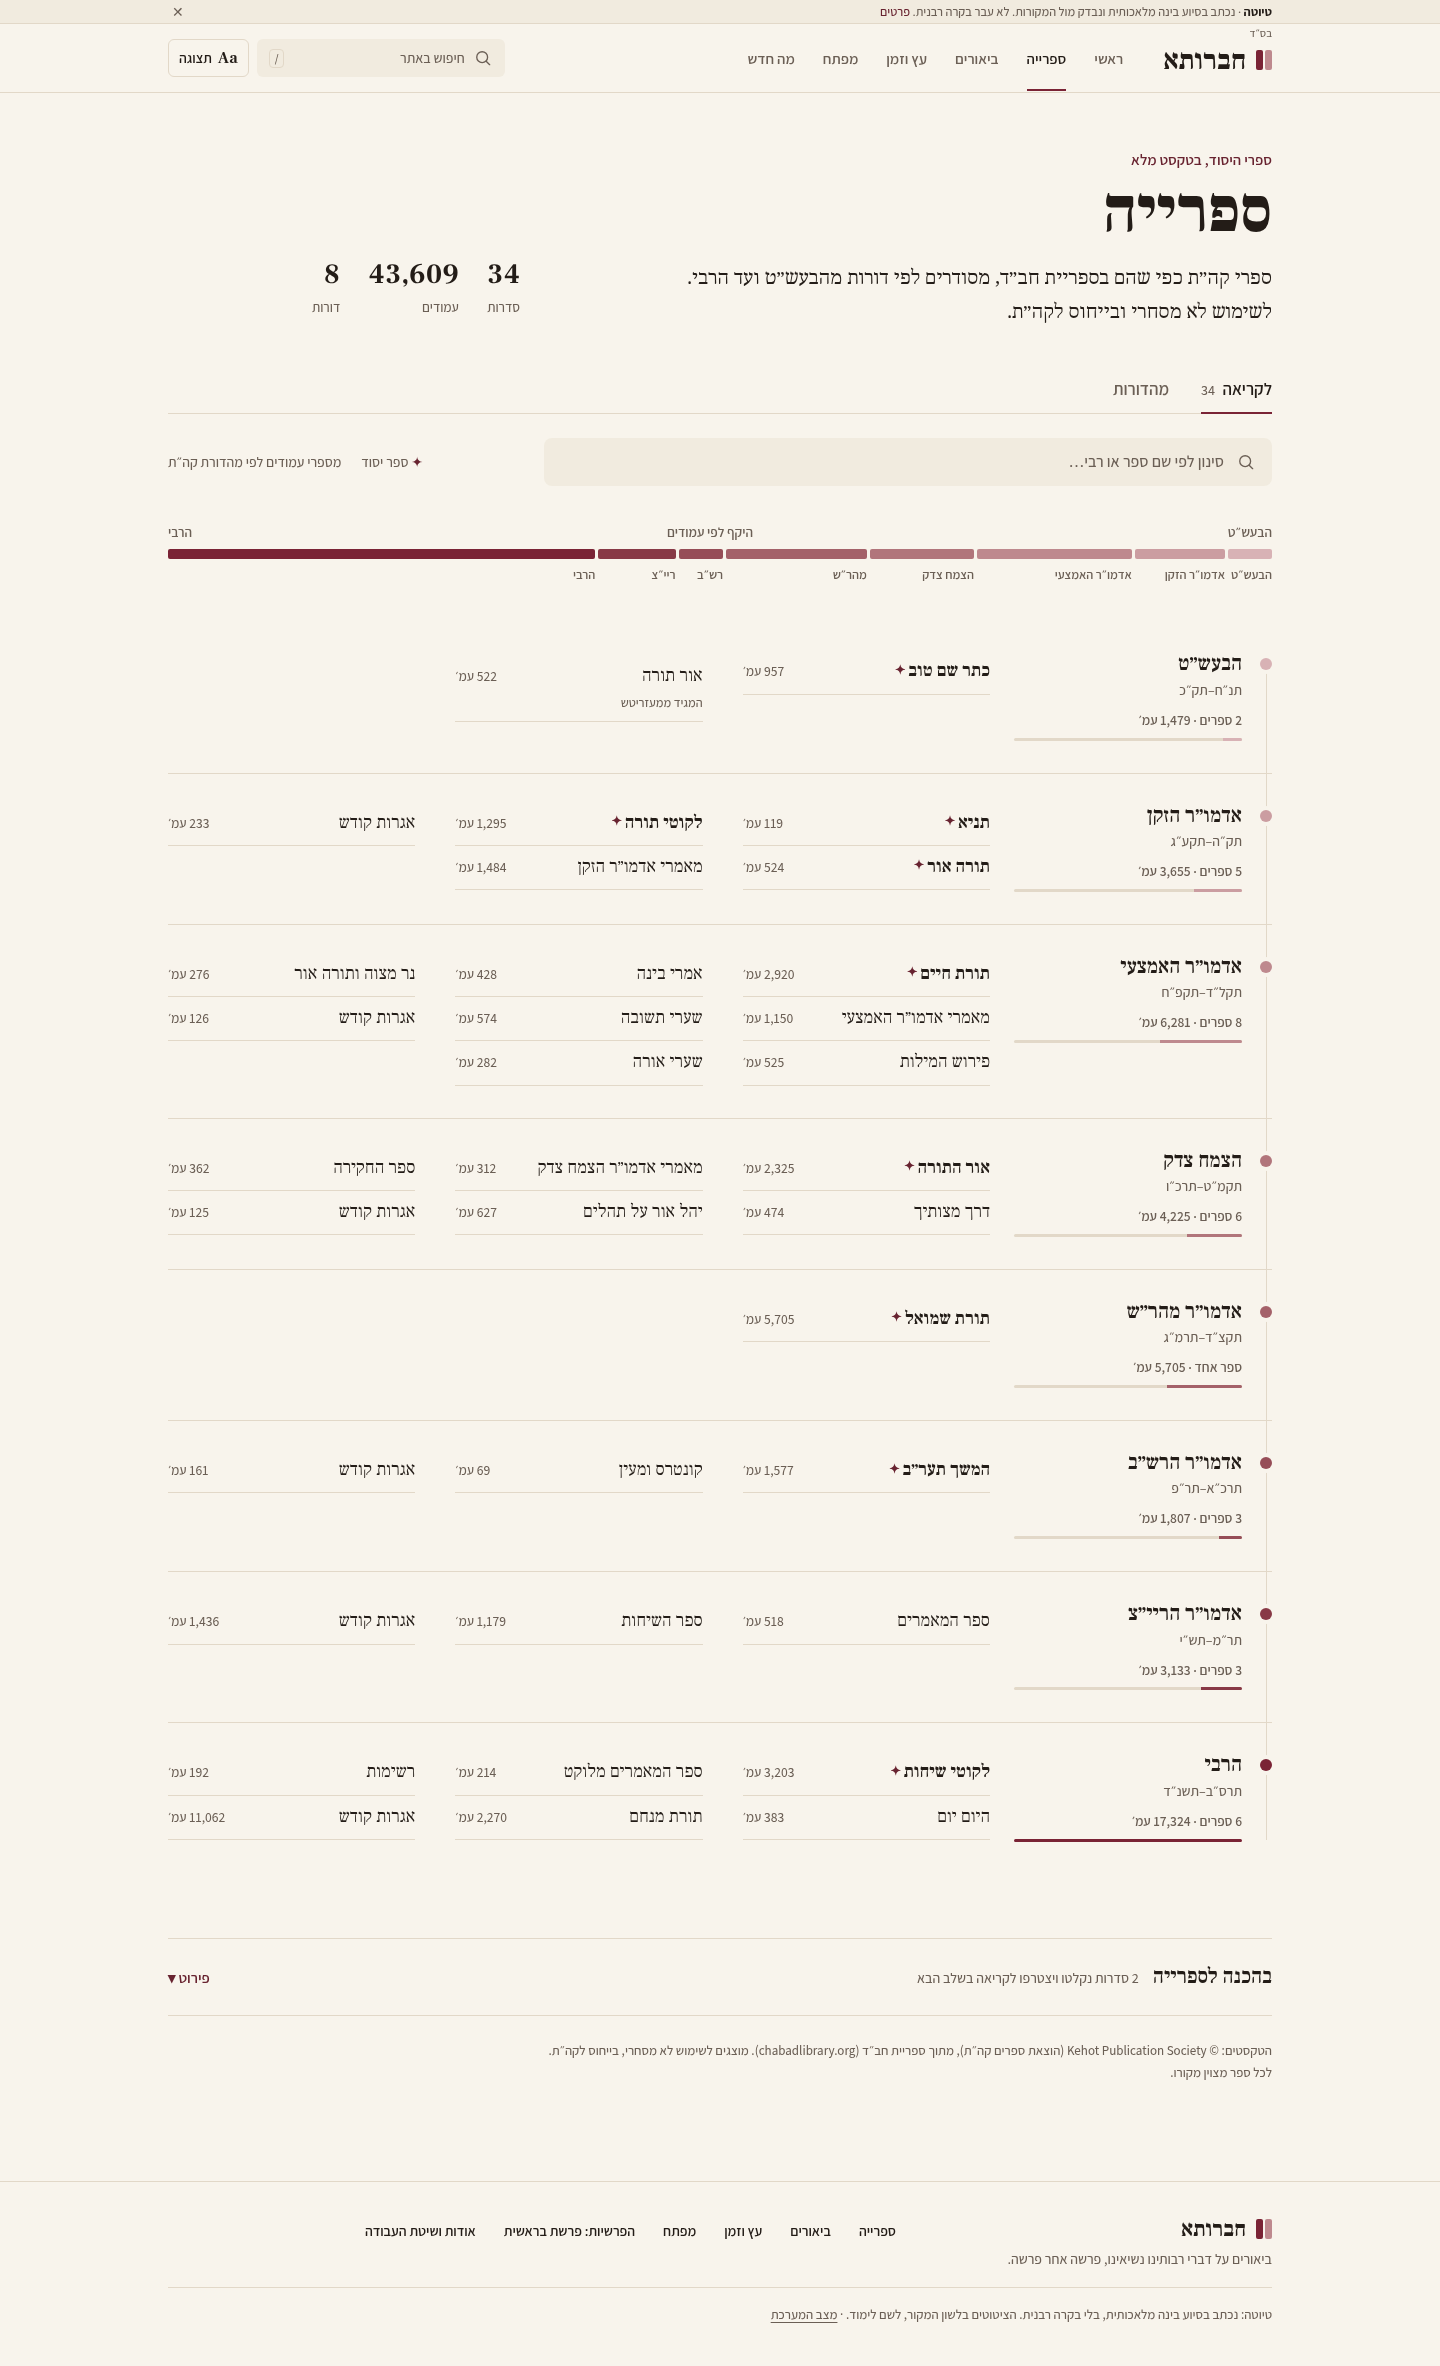 טיוטה · נכתב בסיוע בינה מלאכותית ונבדק מול המקורות. לא עבר בקרה רבנית. פרטים ✕
בס״ד
חברותא ראשי ספרייה ביאורים עץ וזמן מפתח מה חדש חיפוש באתר / Aa תצוגה
ספרי היסוד, בטקסט מלא
ספרייה
ספרי קה״ת כפי שהם בספריית חב״ד, מסודרים לפי דורות מהבעש״ט ועד הרבי.
לשימוש לא מסחרי ובייחוס לקה״ת.
34 43,609 8
סדרות עמודים דורות
לקריאה 34 מהדורות
סינון לפי שם ספר או רבי… ✦ ספר יסוד מספרי עמודים לפי מהדורת קה״ת
הבעש״ט היקף לפי עמודים הרבי
הבעש״ט אדמו״ר הזקן אדמו״ר האמצעי הצמח צדק מהר״ש רש״ב ריי״צ הרבי
הבעש״ט
תנ״ח–תק״כ
2 ספרים · 1,479 עמ׳
כתר שם טוב ✦ 957 עמ׳
אור תורה 522 עמ׳
המגיד ממעזריטש
אדמו״ר הזקן
תק״ה–תקע״ג
5 ספרים · 3,655 עמ׳
תניא ✦ 119 עמ׳
לקוטי תורה ✦ 1,295 עמ׳
אגרות קודש 233 עמ׳
תורה אור ✦ 524 עמ׳
מאמרי אדמו״ר הזקן 1,484 עמ׳
אדמו״ר האמצעי
תקל״ד–תקפ״ח
8 ספרים · 6,281 עמ׳
תורת חיים ✦ 2,920 עמ׳
אמרי בינה 428 עמ׳
נר מצוה ותורה אור 276 עמ׳
מאמרי אדמו״ר האמצעי 1,150 עמ׳
שערי תשובה 574 עמ׳
אגרות קודש 126 עמ׳
פירוש המילות 525 עמ׳
שערי אורה 282 עמ׳
הצמח צדק
תקמ״ט–תרכ״ו
6 ספרים · 4,225 עמ׳
אור התורה ✦ 2,325 עמ׳
מאמרי אדמו״ר הצמח צדק 312 עמ׳
ספר החקירה 362 עמ׳
דרך מצותיך 474 עמ׳
יהל אור על תהלים 627 עמ׳
אגרות קודש 125 עמ׳
אדמו״ר מהר״ש
תקצ״ד–תרמ״ג
ספר אחד · 5,705 עמ׳
תורת שמואל ✦ 5,705 עמ׳
אדמו״ר הרש״ב
תרכ״א–תר״פ
3 ספרים · 1,807 עמ׳
המשך תער״ב ✦ 1,577 עמ׳
קונטרס ומעין 69 עמ׳
אגרות קודש 161 עמ׳
אדמו״ר הריי״צ
תר״מ–תש״י
3 ספרים · 3,133 עמ׳
ספר המאמרים 518 עמ׳
ספר השיחות 1,179 עמ׳
אגרות קודש 1,436 עמ׳
הרבי
תרס״ב–תשנ״ד
6 ספרים · 17,324 עמ׳
לקוטי שיחות ✦ 3,203 עמ׳
ספר המאמרים מלוקט 214 עמ׳
רשימות 192 עמ׳
היום יום 383 עמ׳
תורת מנחם 2,270 עמ׳
אגרות קודש 11,062 עמ׳
בהכנה לספרייה 2 סדרות נקלטו ויצטרפו לקריאה בשלב הבא פירוט ▾
הטקסטים: © Kehot Publication Society (הוצאת ספרים קה״ת), מתוך ספריית חב״ד (chabadlibrary.org). מוצגים לשימוש לא מסחרי, בייחוס לקה״ת.
לכל ספר מצוין מקורו.
חברותא ספרייה ביאורים עץ וזמן מפתח הפרשיות: פרשת בראשית אודות ושיטת העבודה
ביאורים על דברי רבותינו נשיאינו, פרשה אחר פרשה.
טיוטה: נכתב בסיוע בינה מלאכותית, בלי בקרה רבנית. הציטוטים בלשון המקור, לשם לימוד. · מצב המערכת